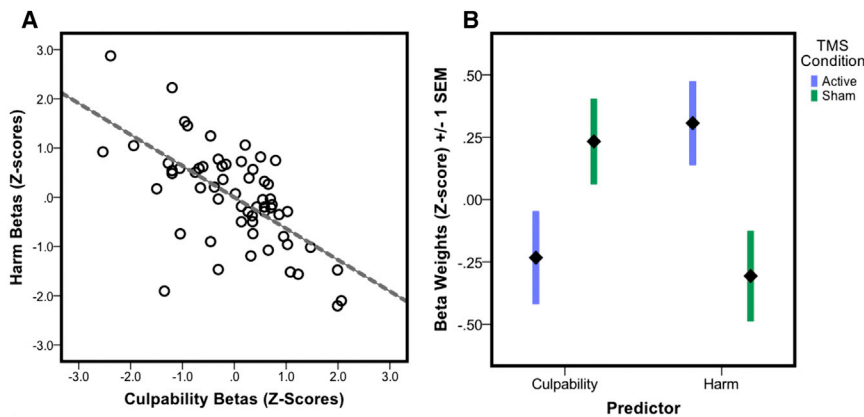 A
Harm Betas (Z-scores)
3.0
2.0
1.0
.0
-1.0
-2.0
-3.0
-3.0 -2.0 -1.0 .0 1.0 2.0 3.0
Culpability Betas (Z-Scores)
B
Beta Weights (Z-score) +/- 1 SEM
.50
.25
.00
-.25
-.50
Culpability Harm
Predictor
TMS
Condition
Active
Sham